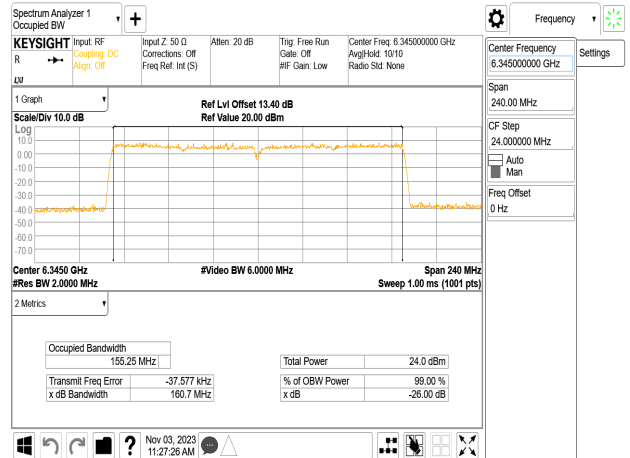 Spectrum Analyzer 1
Occupied BW
Frequency
KEYSIGHT
R
LXI
Input: RF
Coupling: DC
Align: Off
Input Z: 50 Ω
Corrections: Off
Freq Ref: Int (S)
Atten: 20 dB
Trig: Free Run
Gate: Off
#IF Gain: Low
Center Freq: 6.345000000 GHz
Avg|Hold: 10/10
Radio Std: None
Center Frequency
6.345000000 GHz
Settings
Span
240.00 MHz
CF Step
24.000000 MHz
Auto
Man
Freq Offset
0 Hz
1 Graph
Scale/Div 10.0 dB
Ref Lvl Offset 13.40 dB
Ref Value 20.00 dBm
Log
10.0
0.00
-10.0
-20.0
-30.0
-40.0
-50.0
-60.0
-70.0
Center 6.3450 GHz
#Video BW 6.0000 MHz
Span 240 MHz
#Res BW 2.0000 MHz
Sweep 1.00 ms (1001 pts)
2 Metrics
Occupied Bandwidth
155.25 MHz
Total Power 24.0 dBm
Transmit Freq Error -37.577 kHz
% of OBW Power 99.00 %
x dB Bandwidth 160.7 MHz
x dB -26.00 dB
?
Nov 03, 2023
11:27:26 AM